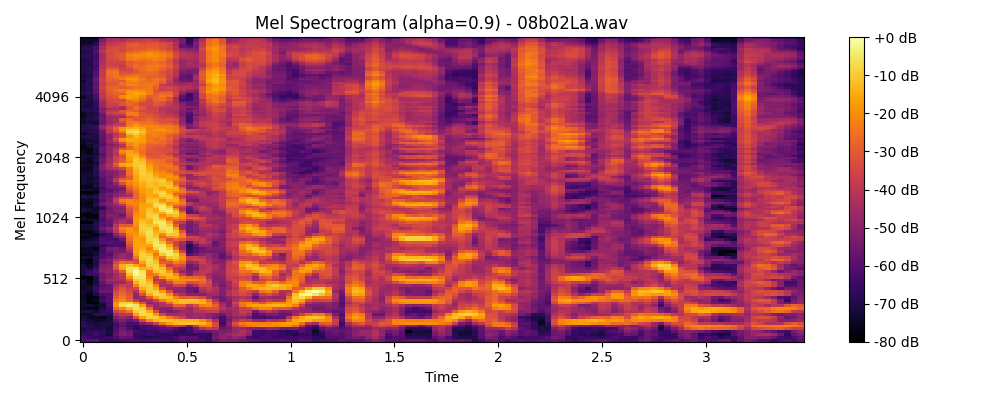 Mel Spectrogram (alpha=0.9) - 08b02La.wav
Mel Frequency
4096
2048
1024
512
0
0
0.5
1
1.5
2
2.5
3
Time
+0 dB
-10 dB
-20 dB
-30 dB
-40 dB
-50 dB
-60 dB
-70 dB
-80 dB